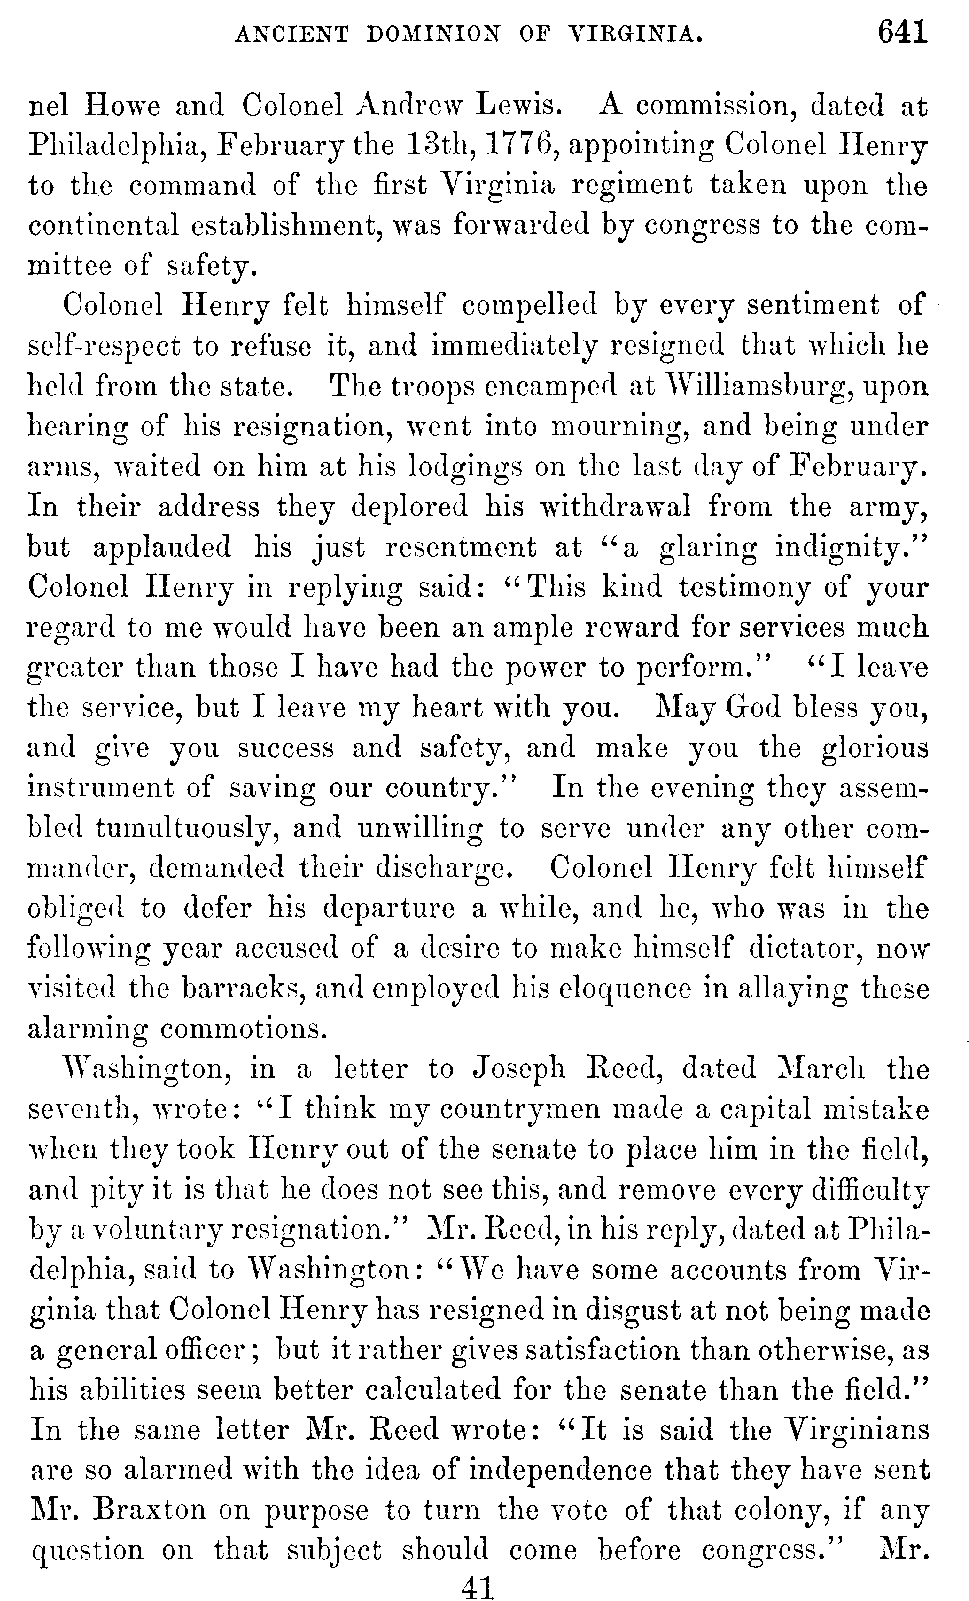 ANCIENT DOMINION OF VIRGINIA. 641
nel Howe and Colonel Andrew Lewis. A commission, dated at
Philadelphia, February the 13th, 1776, appointing Colonel Henry
to the command of the first Virginia regiment taken upon the
continental establishment, was forwarded by congress to the com-
mittee of safety.
Colonel Henry felt himself compelled by every sentiment of
self-respect to refuse it, and immediately resigned that which he
held from the state. The troops encamped at Williamsburg, upon
hearing of his resignation, went into mourning, and being under
arms, waited on him at his lodgings on the last day of February.
In their address they deplored his withdrawal from the army,
but applauded his just resentment at "a glaring indignity."
Colonel Henry in replying said: "This kind testimony of your
regard to me would have been an ample reward for services much
greater than those I have had the power to perform." "I leave
the service, but I leave my heart with you. May God bless you,
and give you success and safety, and make you the glorious
instrument of saving our country." In the evening they assem-
bled tumultuously, and unwilling to serve under any other com-
mander, demanded their discharge. Colonel Henry felt himself
obliged to defer his departure a while, and he, who was in the
following year accused of a desire to make himself dictator, now
visited the barracks, and employed his eloquence in allaying these
alarming commotions.
Washington, in a letter to Joseph Reed, dated March the
seventh, wrote: "I think my countrymen made a capital mistake
when they took Henry out of the senate to place him in the field,
and pity it is that he does not see this, and remove every difficulty
by a voluntary resignation." Mr. Reed, in his reply, dated at Phila-
delphia, said to Washington: "We have some accounts from Vir-
ginia that Colonel Henry has resigned in disgust at not being made
a general officer; but it rather gives satisfaction than otherwise, as
his abilities seem better calculated for the senate than the field."
In the same letter Mr. Reed wrote: "It is said the Virginians
are so alarmed with the idea of independence that they have sent
Mr. Braxton on purpose to turn the vote of that colony, if any
question on that subject should come before congress." Mr.
41